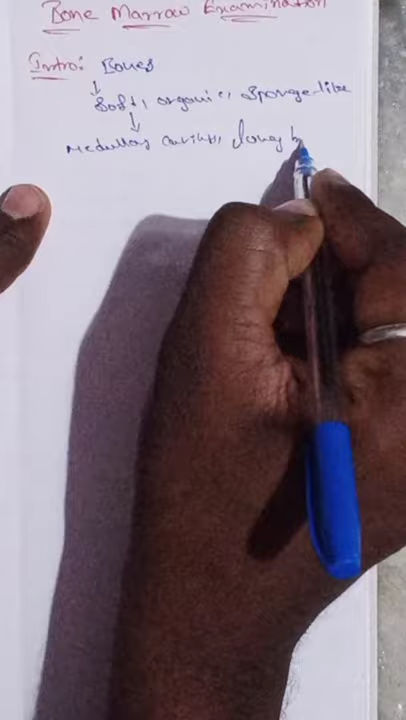 Bone Marrow Examination
Intro: Bones
↓
Soft, organic, Sponge-like
↓
Medullary cavities, long b